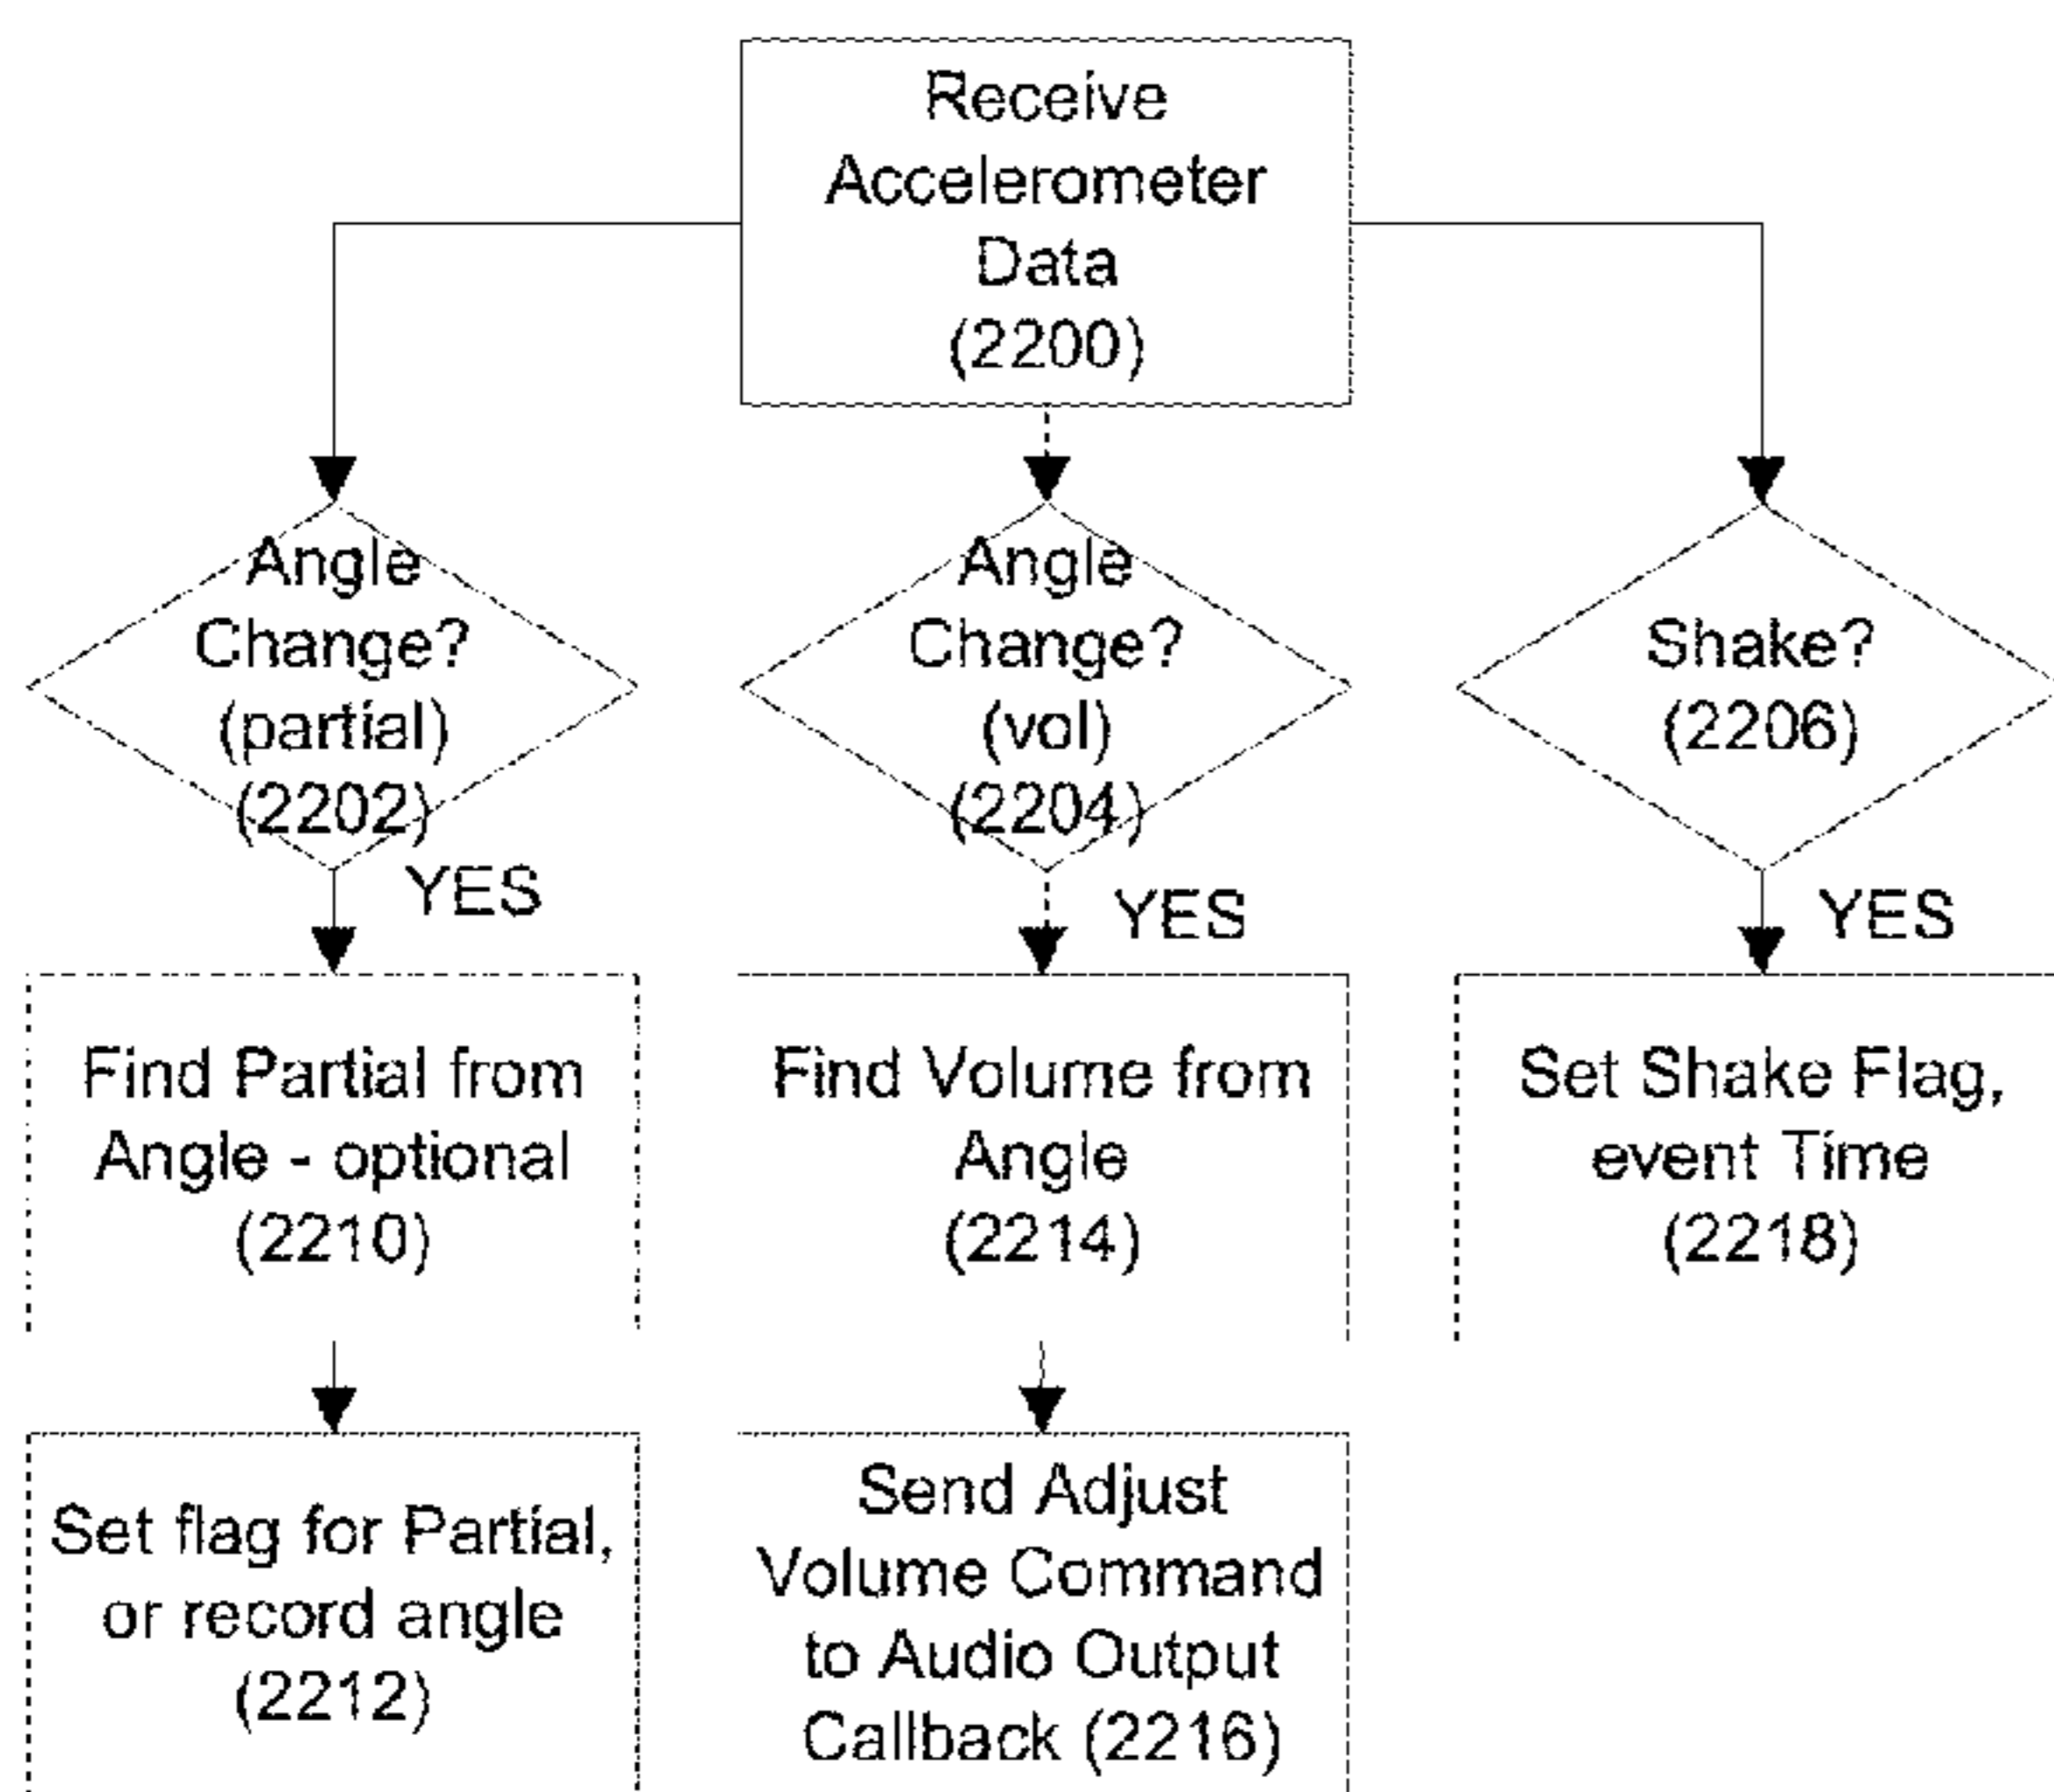 Receive
Accelerometer
Data
(2200)
Angle
Change?
(partial)
(2202)
YES
Angle
Change?
(vol)
(2204)
YES
Shake?
(2206)
YES
Find Partial from
Angle - optional
(2210)
Find Volume from
Angle
(2214)
Set Shake Flag,
event Time
(2218)
Set flag for Partial,
or record angle
(2212)
Send Adjust
Volume Command
to Audio Output
Callback (2216)